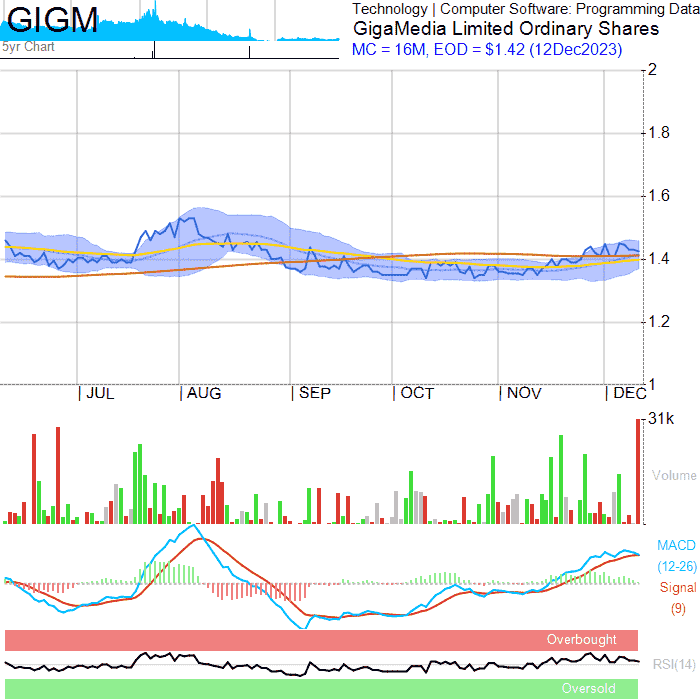 GIGM
5yr Chart
Technology | Computer Software: Programming Data
GigaMedia Limited Ordinary Shares
MC = 16M, EOD = $1.42 (12Dec2023)
2
1.8
1.6
1.4
1.2
1
| JUL | AUG | SEP | OCT | NOV | DEC
31k
Volume
MACD
(12-26)
Signal
(9)
Overbought
RSI(14)
Oversold